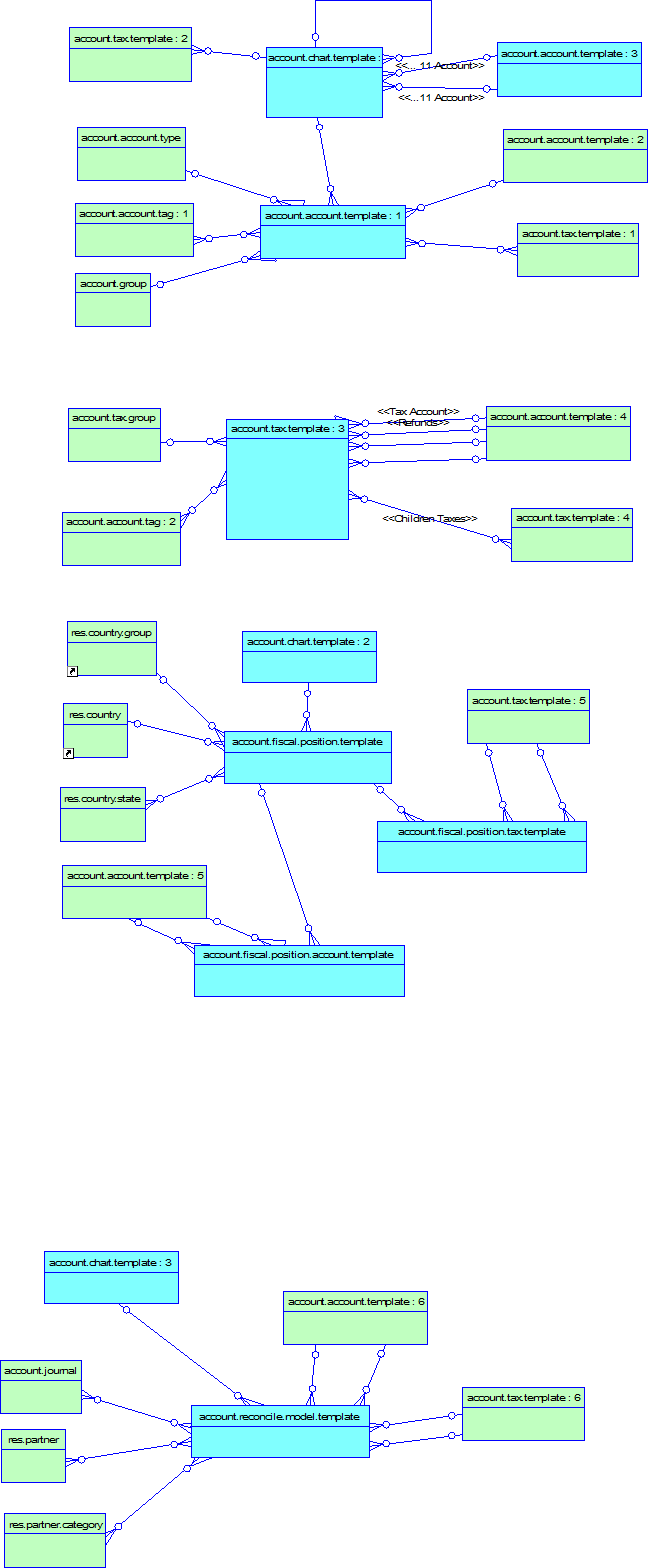 account.tax.template : 2
account.chart.template :
account.account.template : 3
<<... 11 Account>>
<<... 11 Account>>
account.account.type
account.account.template : 2
account.account.tag : 1
account.account.template : 1
account.tax.template : 1
account.group
account.tax.group
account.tax.template : 3
<<Tax Account>>
<<Refunds>>
account.account.template : 4
account.account.tag : 2
<<Children Taxes>>
account.tax.template : 4
res.country.group
account.chart.template : 2
res.country
account.tax.template : 5
account.fiscal.position.template
res.country.state
account.fiscal.position.tax.template
account.account.template : 5
account.fiscal.position.account.template
account.chart.template : 3
account.account.template : 6
account.journal
account.tax.template : 6
account.reconcile.model.template
res.partner
res.partner.category